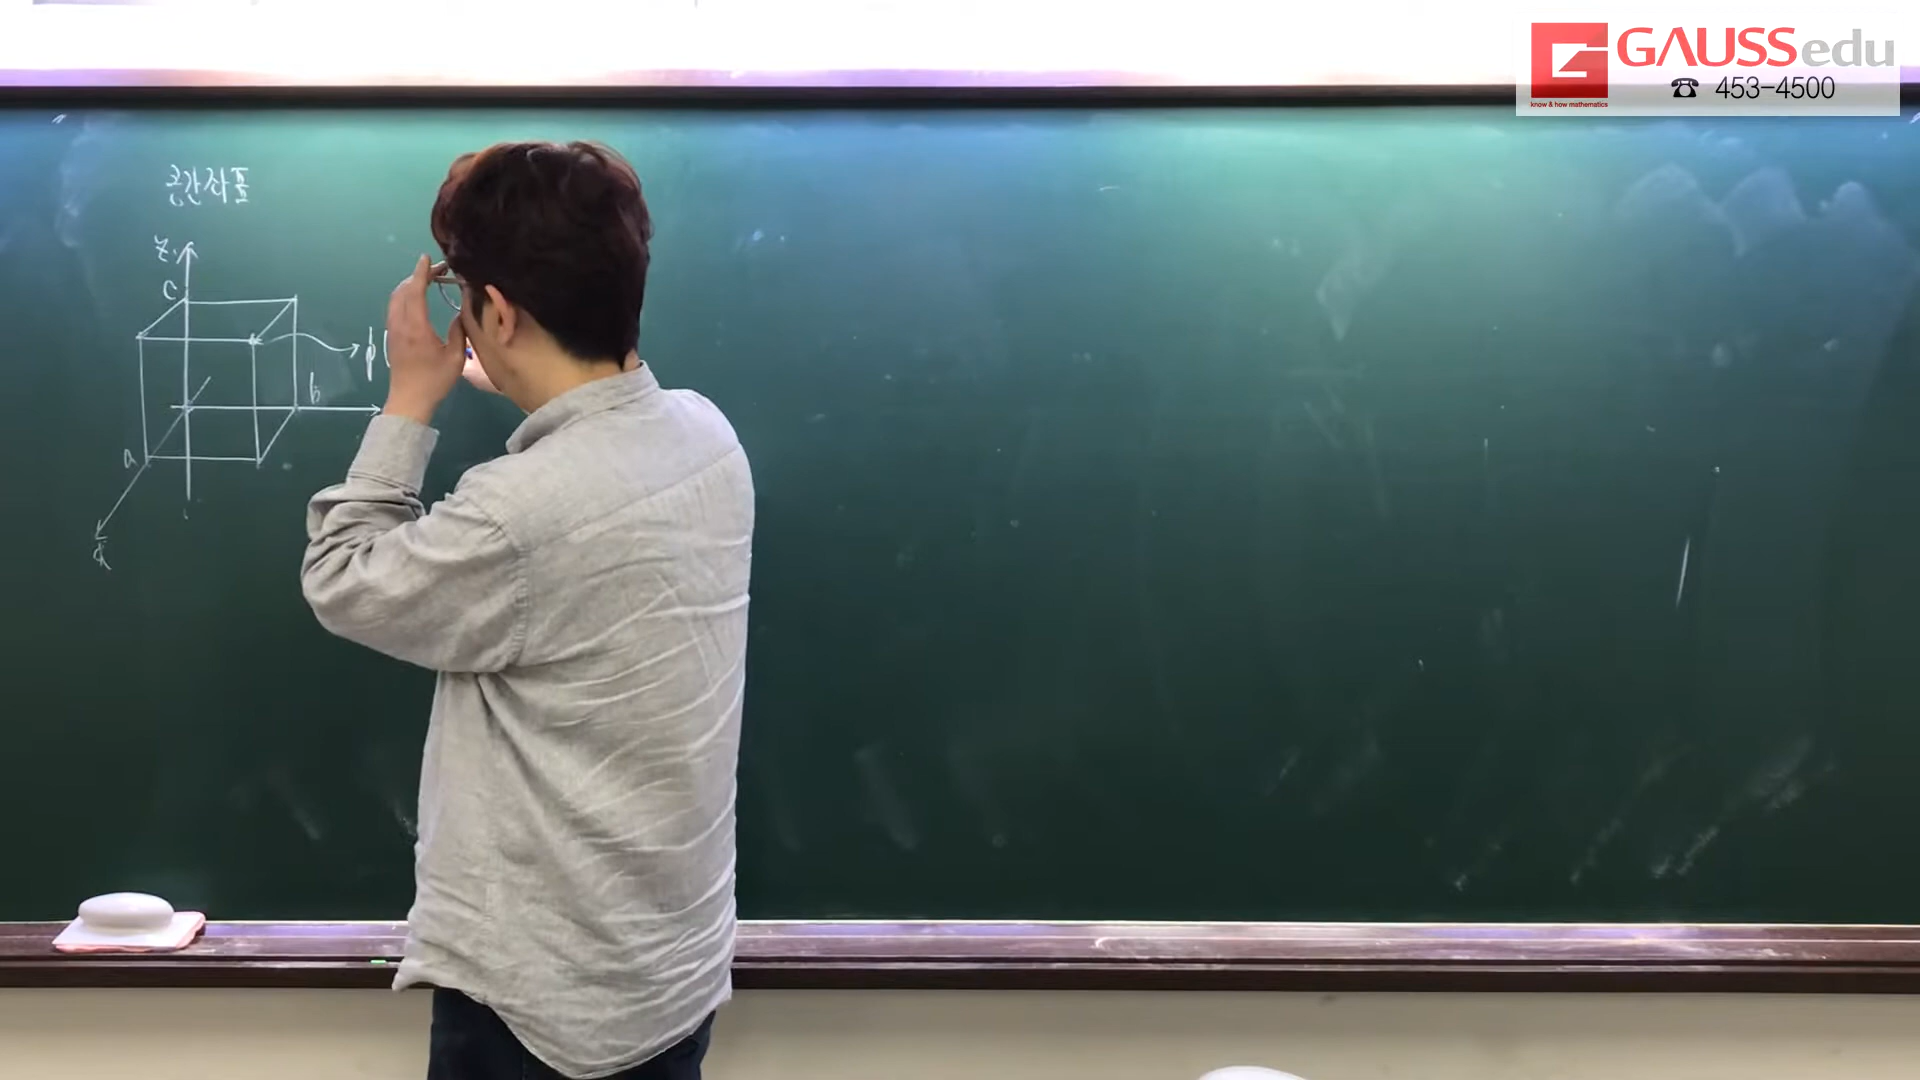 GAUSSedu
know & how mathematics
☎ 453-4500
공간좌표
z
c
p(
b
a
x